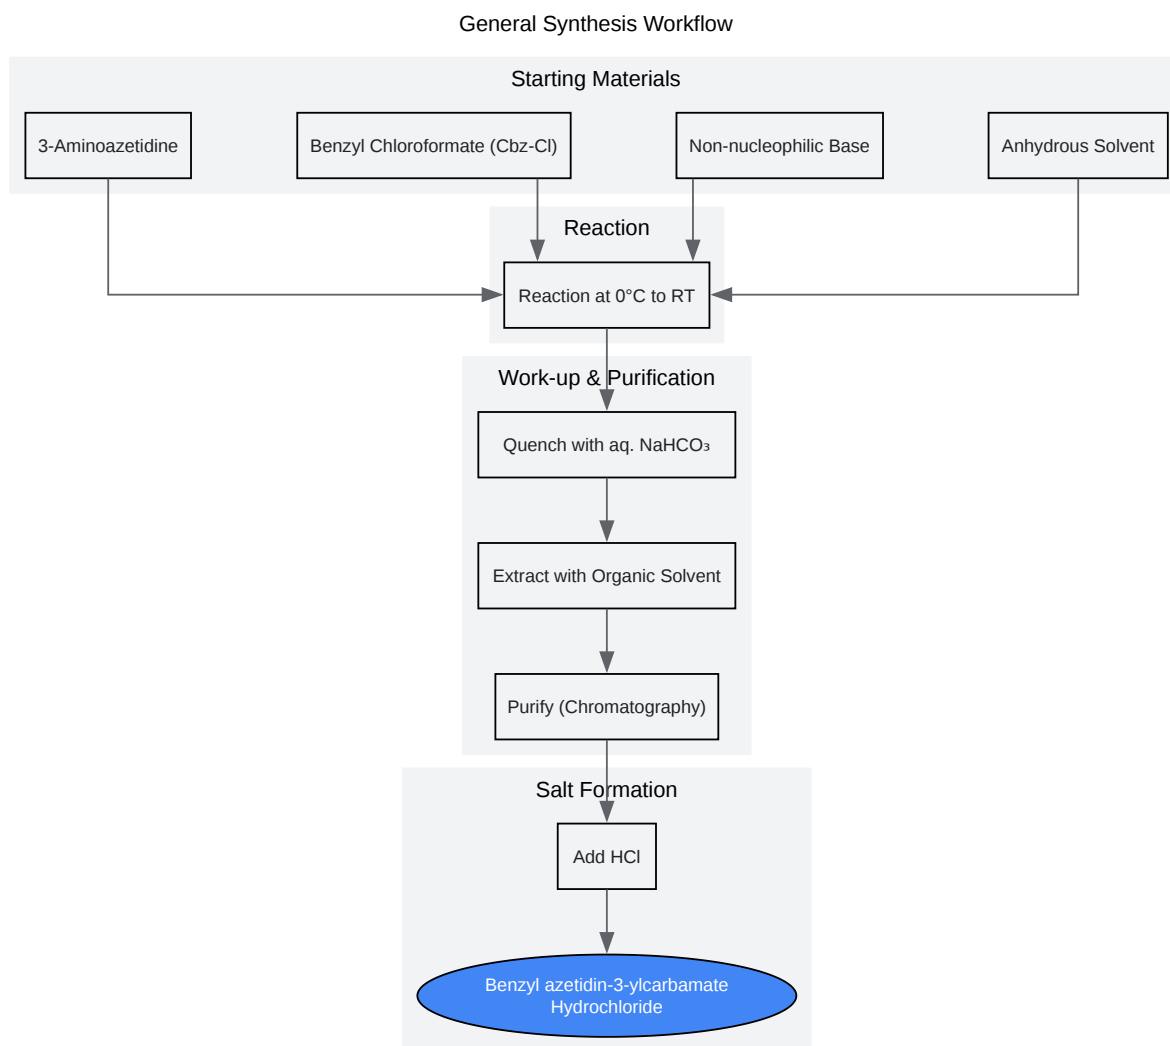 General Synthesis Workflow
Starting Materials
3-Aminoazetidine
Benzyl Chloroformate (Cbz-Cl)
Non-nucleophilic Base
Anhydrous Solvent
Reaction
Reaction at 0°C to RT
Work-up & Purification
Quench with aq. NaHCO₃
Extract with Organic Solvent
Purify (Chromatography)
Salt Formation
Add HCl
Benzyl azetidin-3-ylcarbamate
Hydrochloride